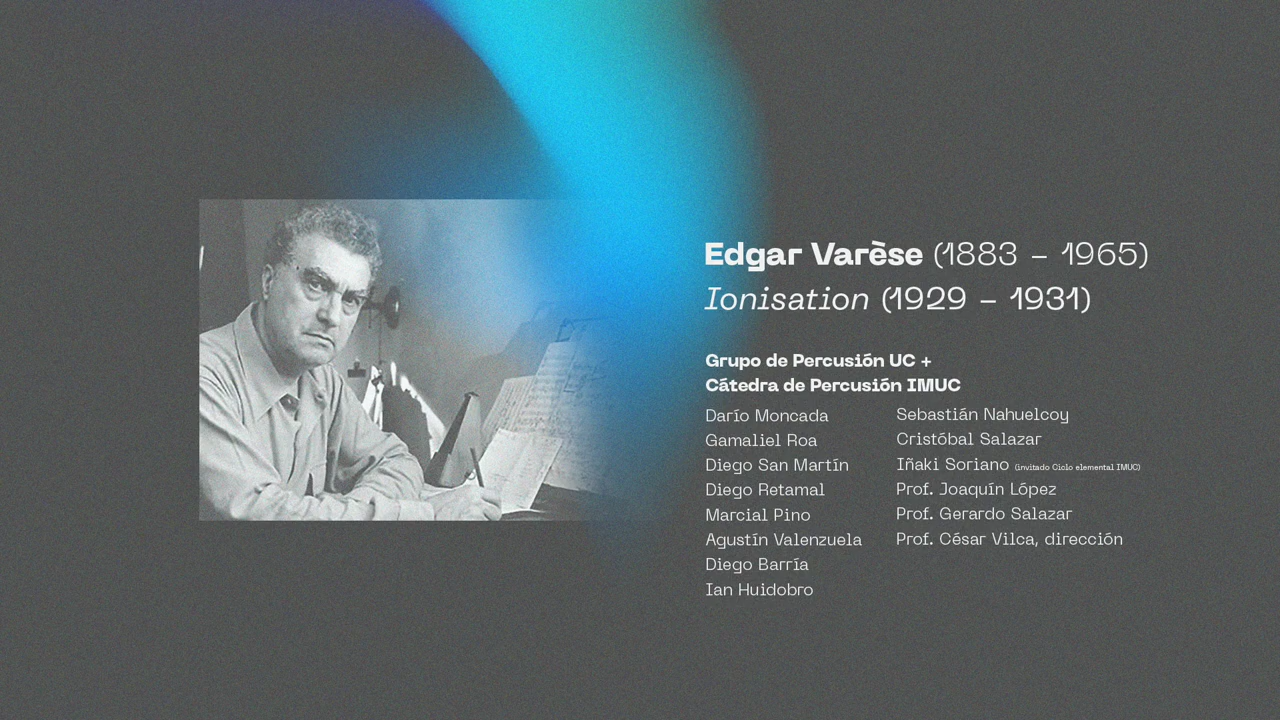 Edgar Varèse (1883 – 1965)
Ionisation (1929 – 1931)
Grupo de Percusión UC +
Cátedra de Percusión IMUC
Darío Moncada
Gamaliel Roa
Diego San Martín
Diego Retamal
Marcial Pino
Agustín Valenzuela
Diego Barría
Ian Huidobro
Sebastián Nahuelcoy
Cristóbal Salazar
Iñaki Soriano (invitado Ciclo elemental IMUC)
Prof. Joaquín López
Prof. Gerardo Salazar
Prof. César Vilca, dirección